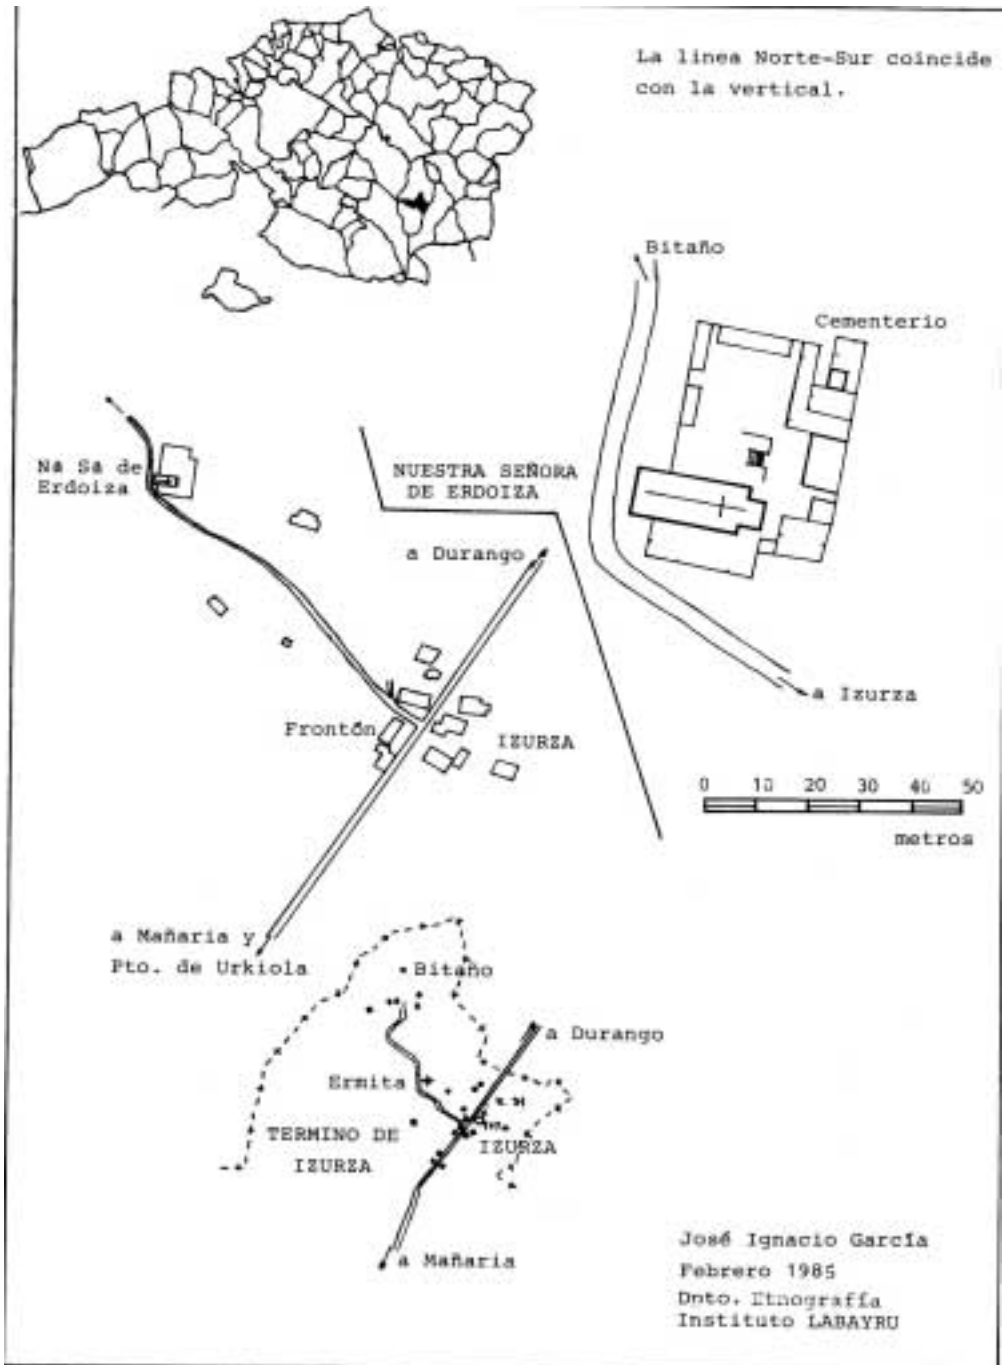 La linea Norte-Sur coincide
con la vertical.
Bitaño
Cementerio
Nª Sª de
Erdoiza
NUESTRA SEÑORA
DE ERDOIZA
a Durango
a Izurza
Frontón
IZURZA
0 10 20 30 40 50
metros
a Mañaria y
Pto. de Urkiola
Bitaño
a Durango
Ermita
TERMINO DE
IZURZA
IZURZA
a Mañaria
José Ignacio García
Febrero 1985
Dnto. Etnografía
Instituto LABAYRU